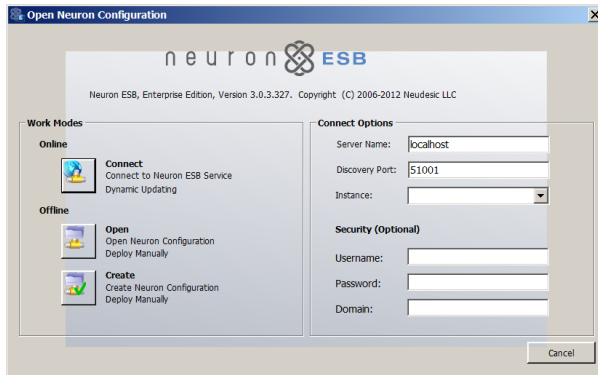 Open Neuron Configuration
neuron ESB
Neuron ESB, Enterprise Edition, Version 3.0.3.327. Copyright (C) 2006-2012 Neudesic LLC
Work Modes
Online
Connect
Connect to Neuron ESB Service
Dynamic Updating
Offline
Open
Open Neuron Configuration
Deploy Manually
Create
Create Neuron Configuration
Deploy Manually
Connect Options
Server Name: localhost
Discovery Port: 51001
Instance:
Security (Optional)
Username:
Password:
Domain:
Cancel